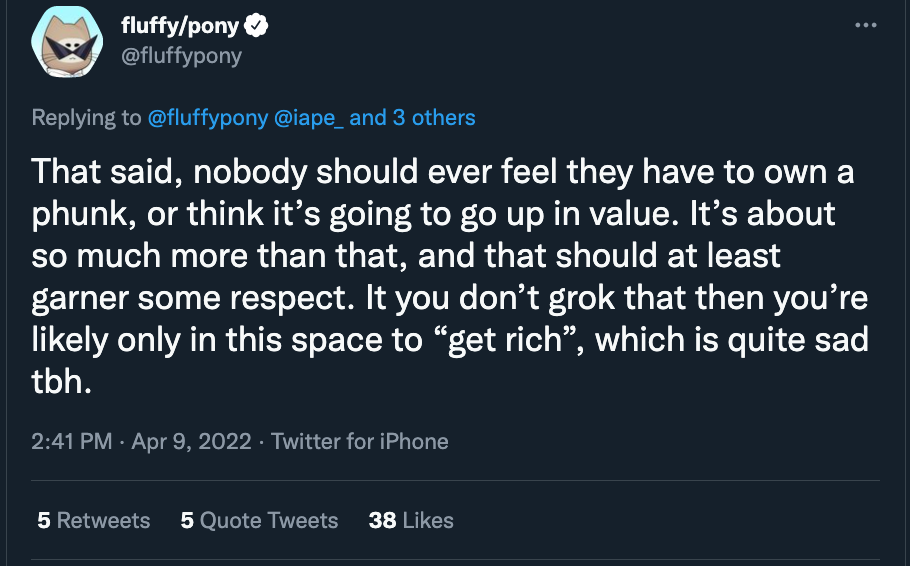 fluffy/pony
@fluffypony
Replying to @fluffypony @iape_ and 3 others
That said, nobody should ever feel they have to own a
phunk, or think it’s going to go up in value. It’s about
so much more than that, and that should at least
garner some respect. It you don’t grok that then you’re
likely only in this space to “get rich”, which is quite sad
tbh.
2:41 PM · Apr 9, 2022 · Twitter for iPhone
5 Retweets 5 Quote Tweets 38 Likes